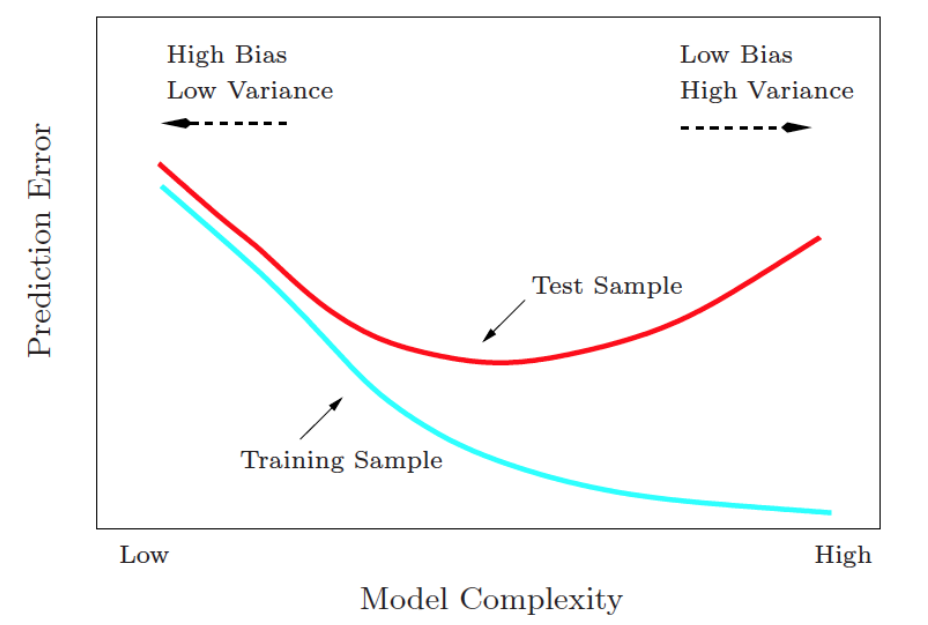 High Bias
Low Variance
Low Bias
High Variance
Prediction Error
Test Sample
Training Sample
Low
High
Model Complexity